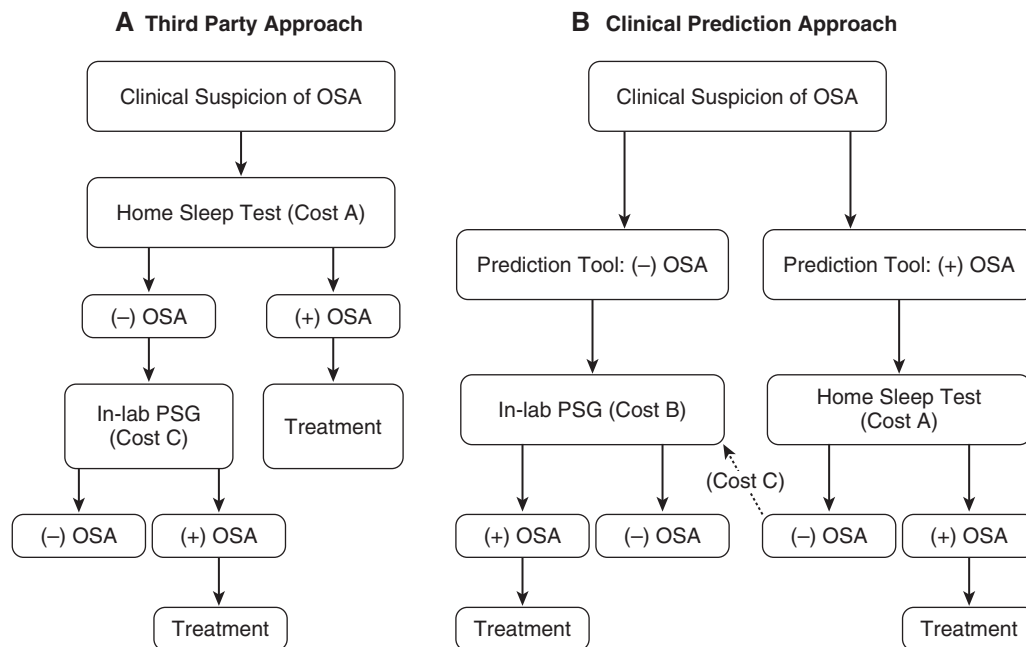 A Third Party Approach
Clinical Suspicion of OSA
Home Sleep Test (Cost A)
(–) OSA
(+) OSA
In-lab PSG
(Cost C)
Treatment
(–) OSA
(+) OSA
Treatment
B Clinical Prediction Approach
Clinical Suspicion of OSA
Prediction Tool: (–) OSA
Prediction Tool: (+) OSA
In-lab PSG (Cost B)
Home Sleep Test
(Cost A)
(Cost C)
(+) OSA
(–) OSA
(–) OSA
(+) OSA
Treatment
Treatment